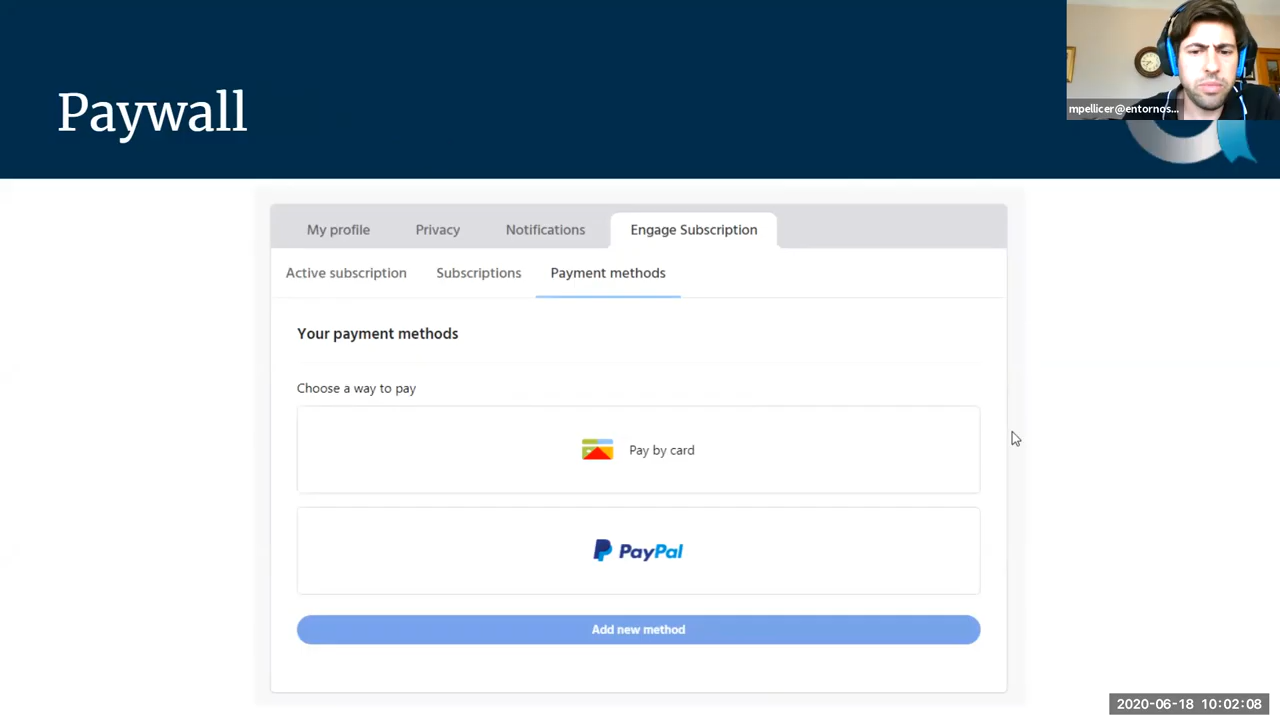 Paywall
mpellicer@entornos...
My profile Privacy Notifications Engage Subscription
Active subscription Subscriptions Payment methods
Your payment methods
Choose a way to pay
Pay by card
PayPal
Add new method
2020-06-18 10:02:08